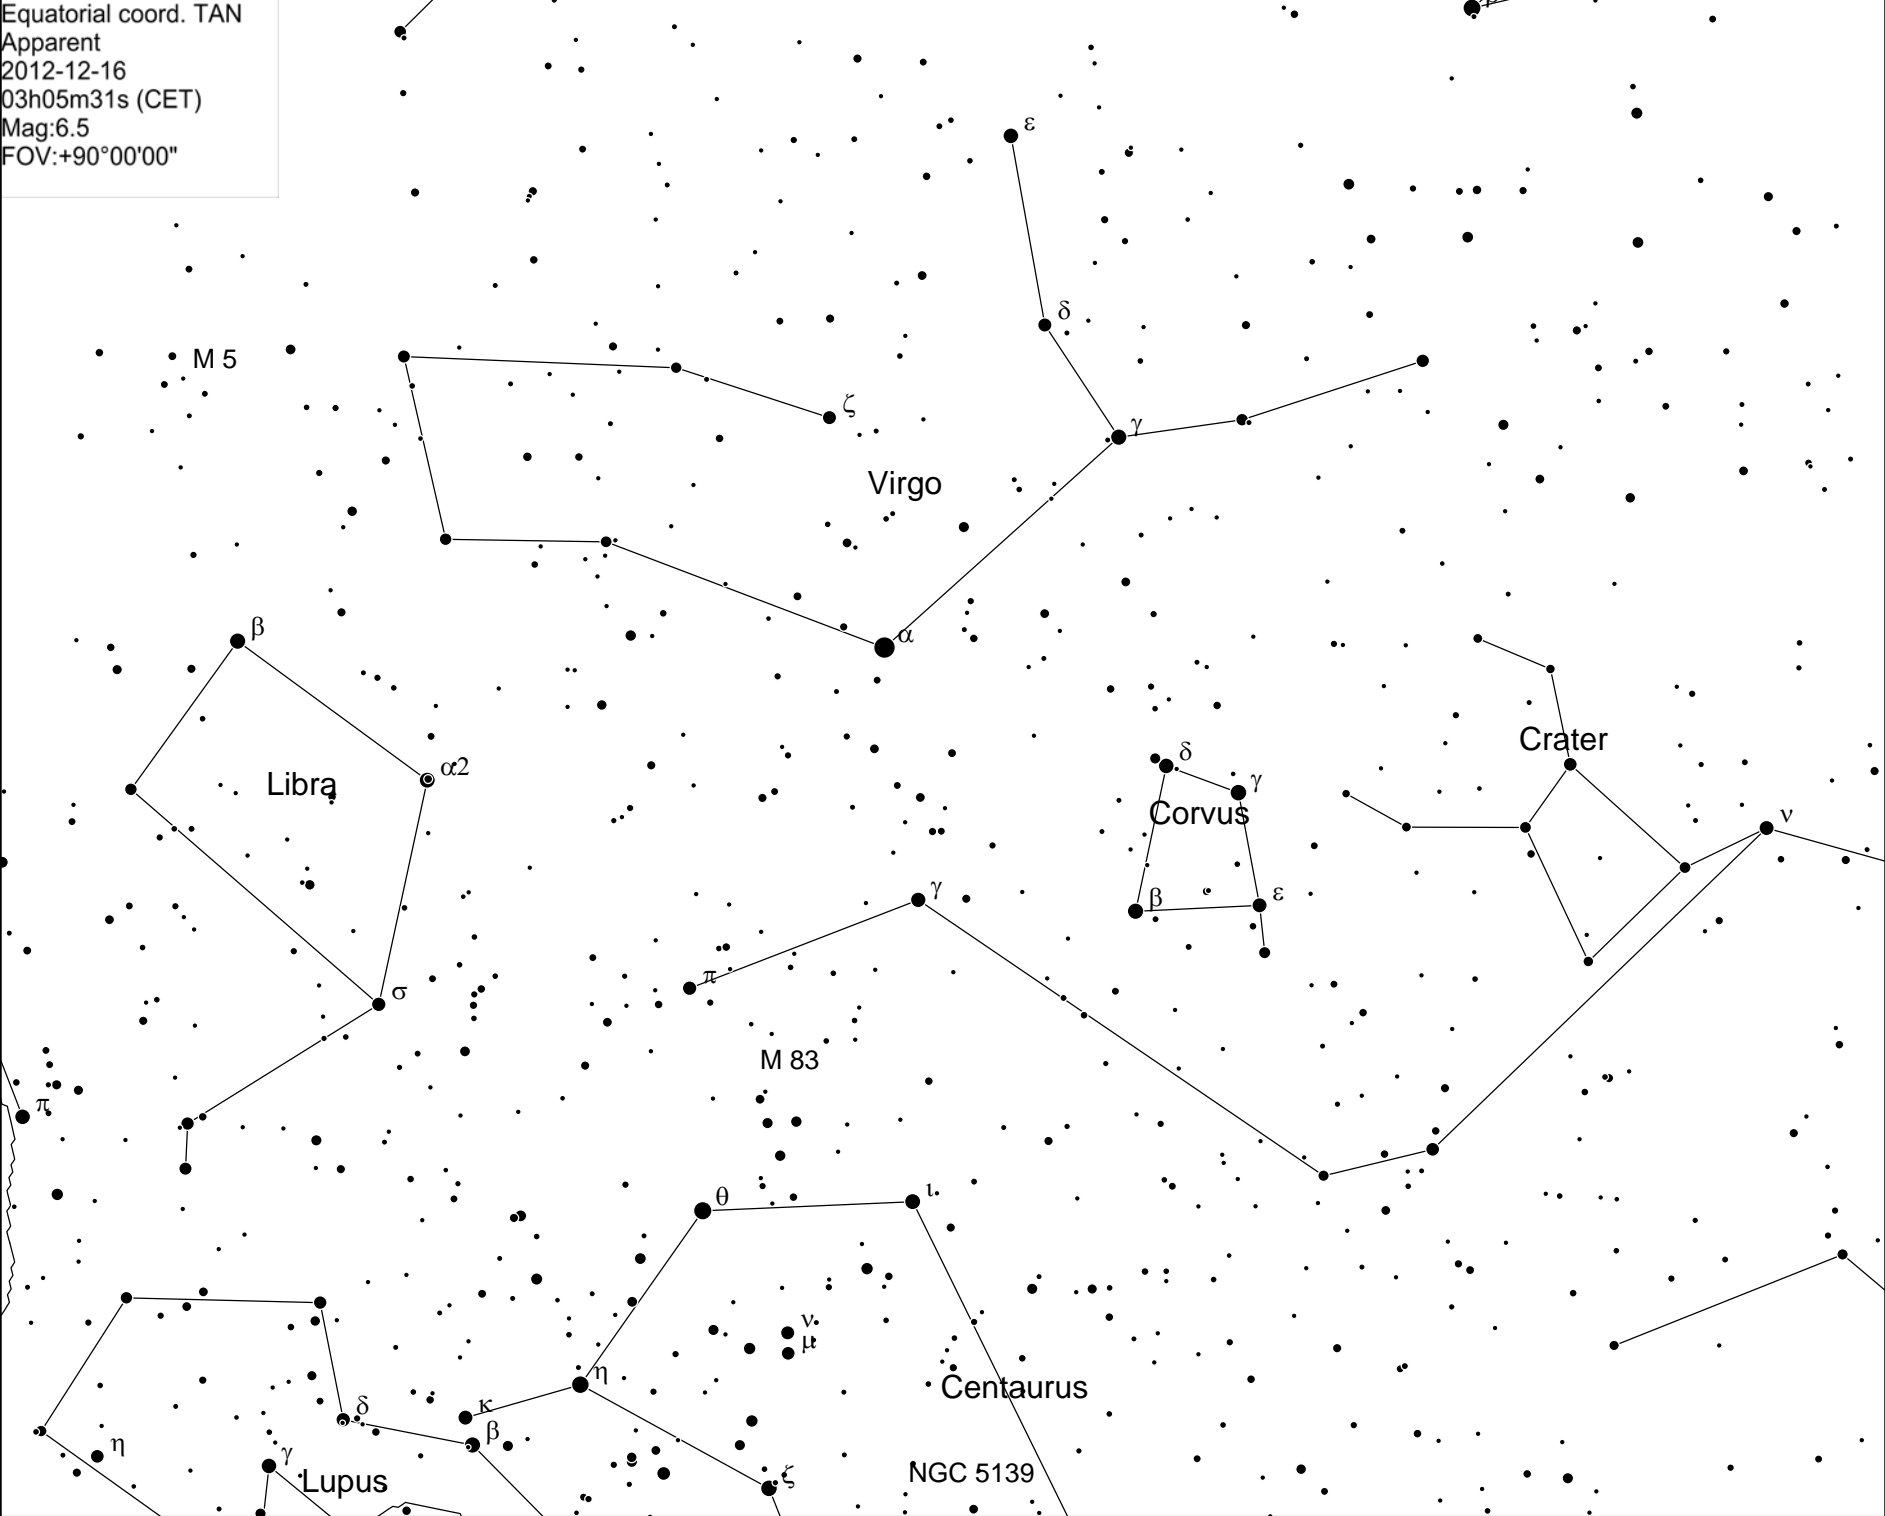 Equatorial coord. TAN
Apparent
2012-12-16
03h05m31s (CET)
Mag:6.5
FOV:+90°00'00"
ε
δ
M 5
ζ
γ
Virgo
β
α
Crater
δ
α2
Libra
γ
Corvus
ν
γ
β
ε
π
σ
M 83
π
θ
ι
ν
μ
η
Centaurus
κ
δ
β
η
γ
NGC 5139
ζ
Lupus